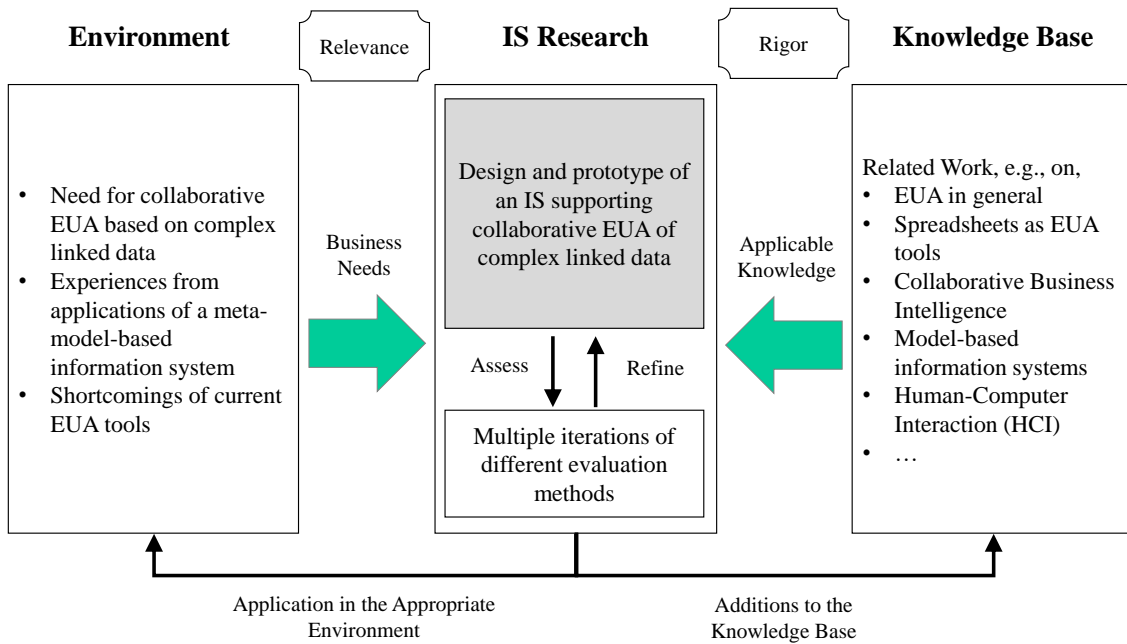 Environment
Relevance
IS Research
Rigor
Knowledge Base
• Need for collaborative
EUA based on complex
linked data
• Experiences from
applications of a meta-
model-based
information system
• Shortcomings of current
EUA tools
Business
Needs
Design and prototype of
an IS supporting
collaborative EUA of
complex linked data
Assess
Refine
Multiple iterations of
different evaluation
methods
Applicable
Knowledge
Related Work, e.g., on,
• EUA in general
• Spreadsheets as EUA
tools
• Collaborative Business
Intelligence
• Model-based
information systems
• Human-Computer
Interaction (HCI)
• …
Application in the Appropriate
Environment
Additions to the
Knowledge Base